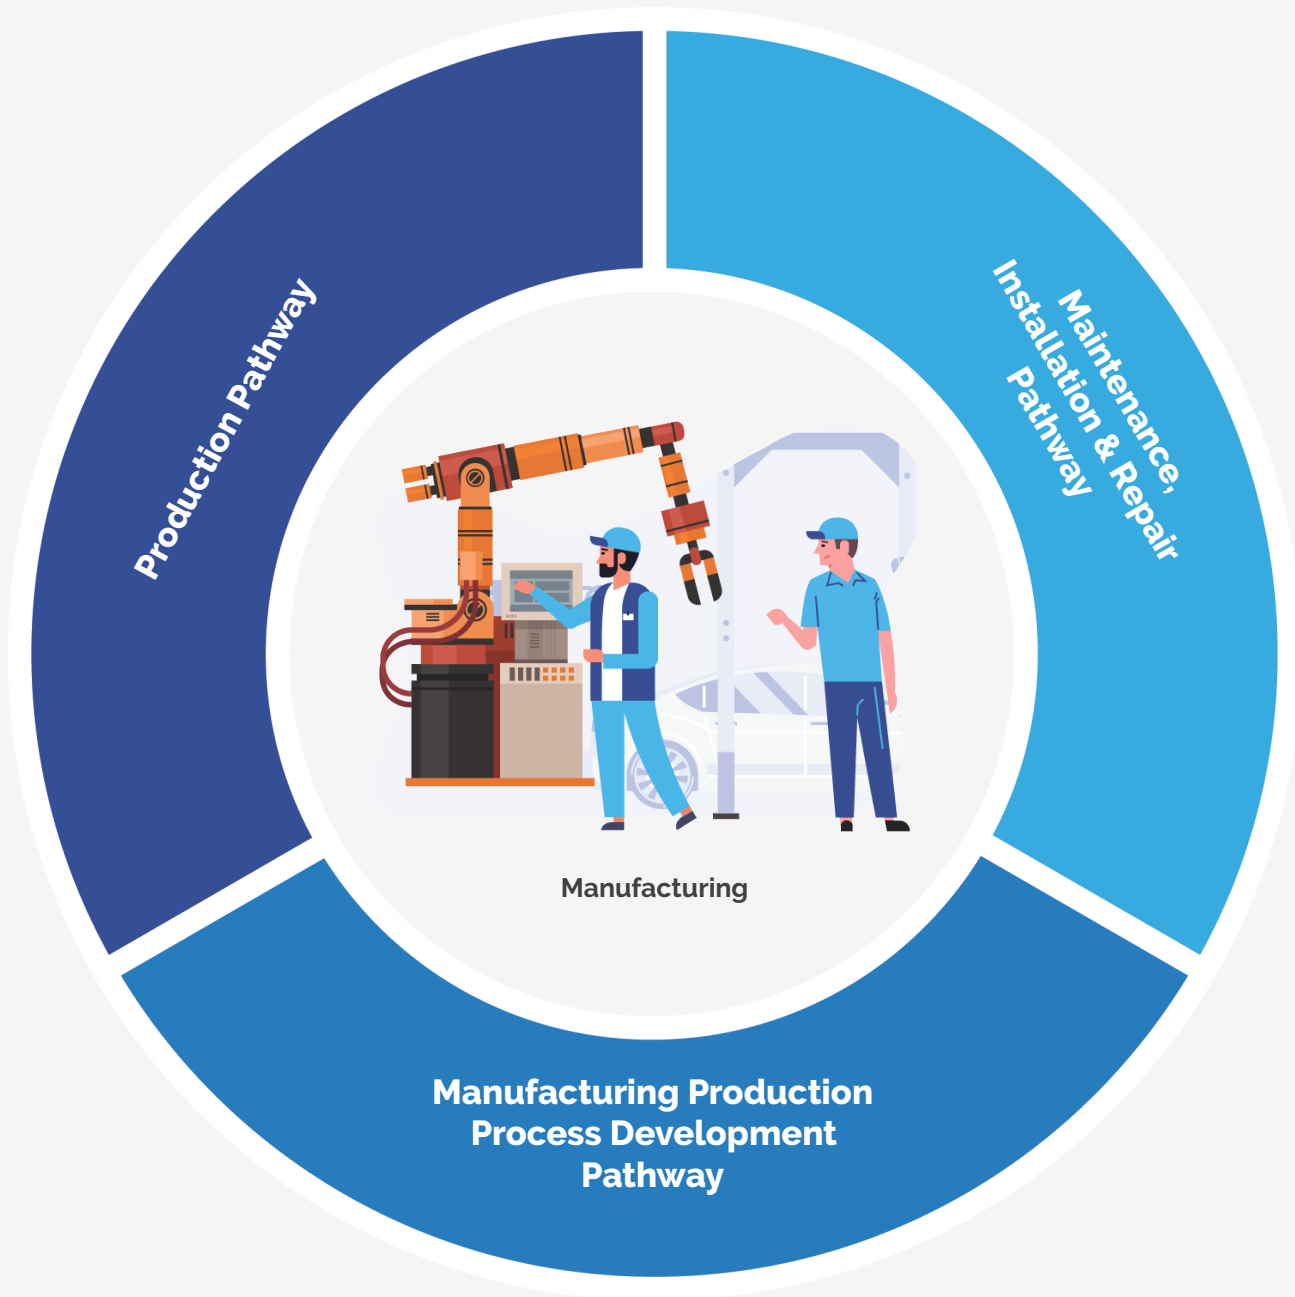 Production Pathway
Maintenance,
Installation & Repair
Pathway
Manufacturing
Manufacturing Production
Process Development
Pathway